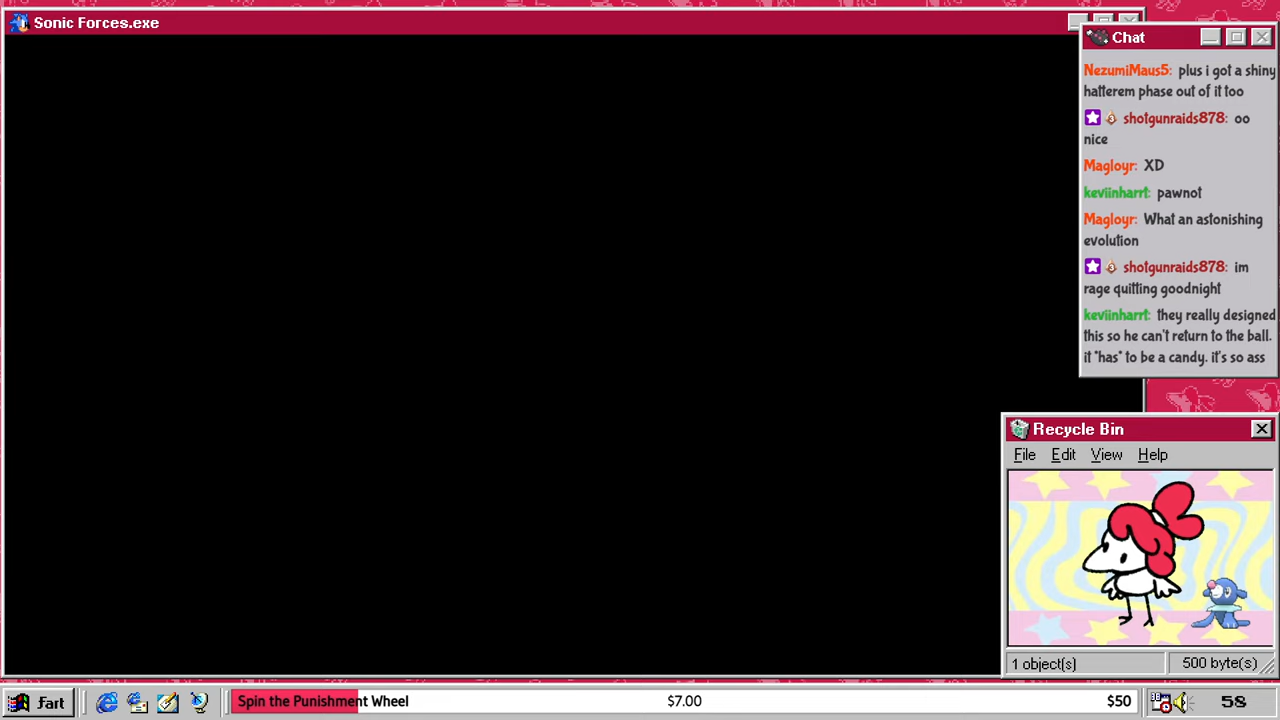 Sonic Forces.exe
Chat
NezumiMaus5: plus i got a shiny
hatterem phase out of it too
shotgunraids878: oo
nice
Magloyr: XD
keviinharrt: pawnot
Magloyr: What an astonishing
evolution
shotgunraids878: im
rage quitting goodnight
keviinharrt: they really designed
this so he can't return to the ball.
it *has* to be a candy. it's so ass
Recycle Bin
File Edit View Help
1 object(s) 500 byte(s)
fart Spin the Punishment Wheel $7.00 $50 58